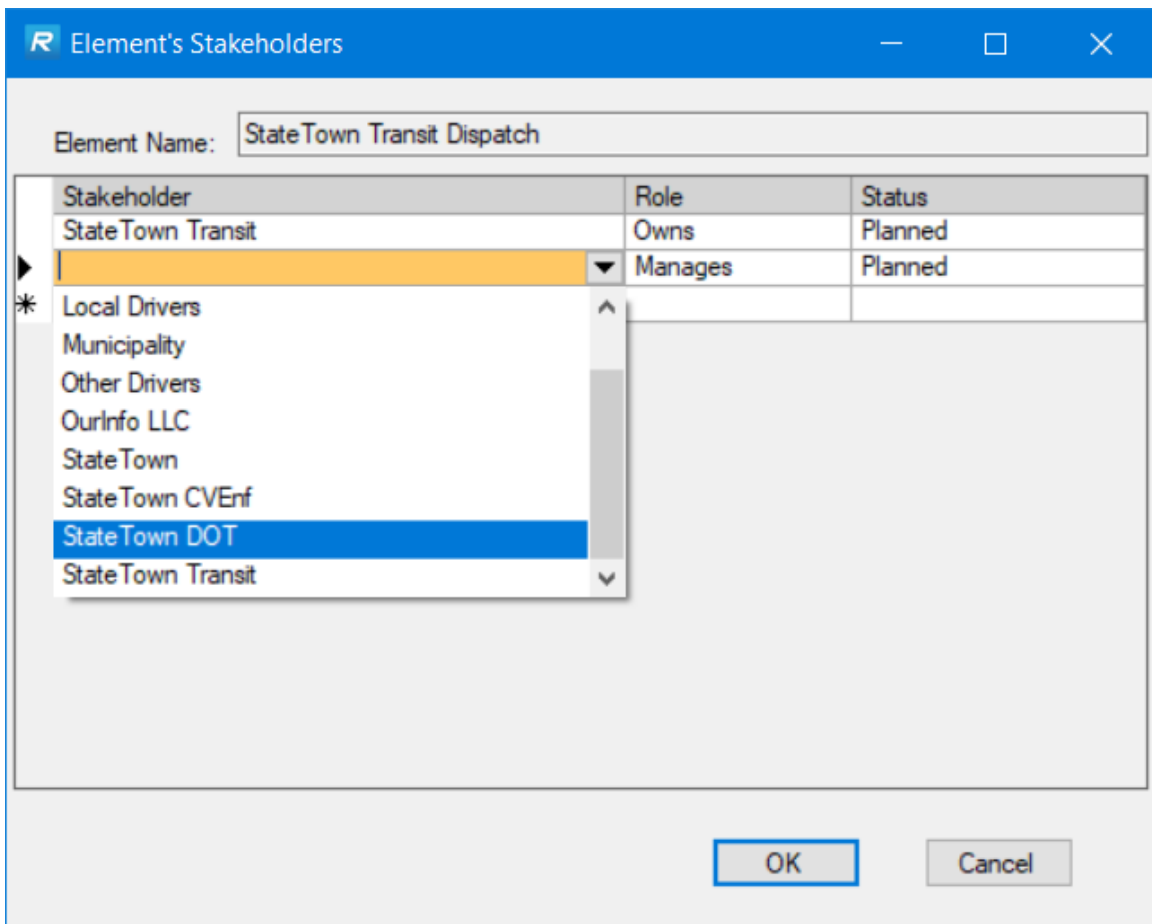 R Element's Stakeholders
Element Name: StateTown Transit Dispatch
Stakeholder Role Status
StateTown Transit Owns Planned
Manages Planned
Local Drivers
Municipality
Other Drivers
OurInfo LLC
StateTown
StateTown CVEnf
StateTown DOT
StateTown Transit
OK Cancel